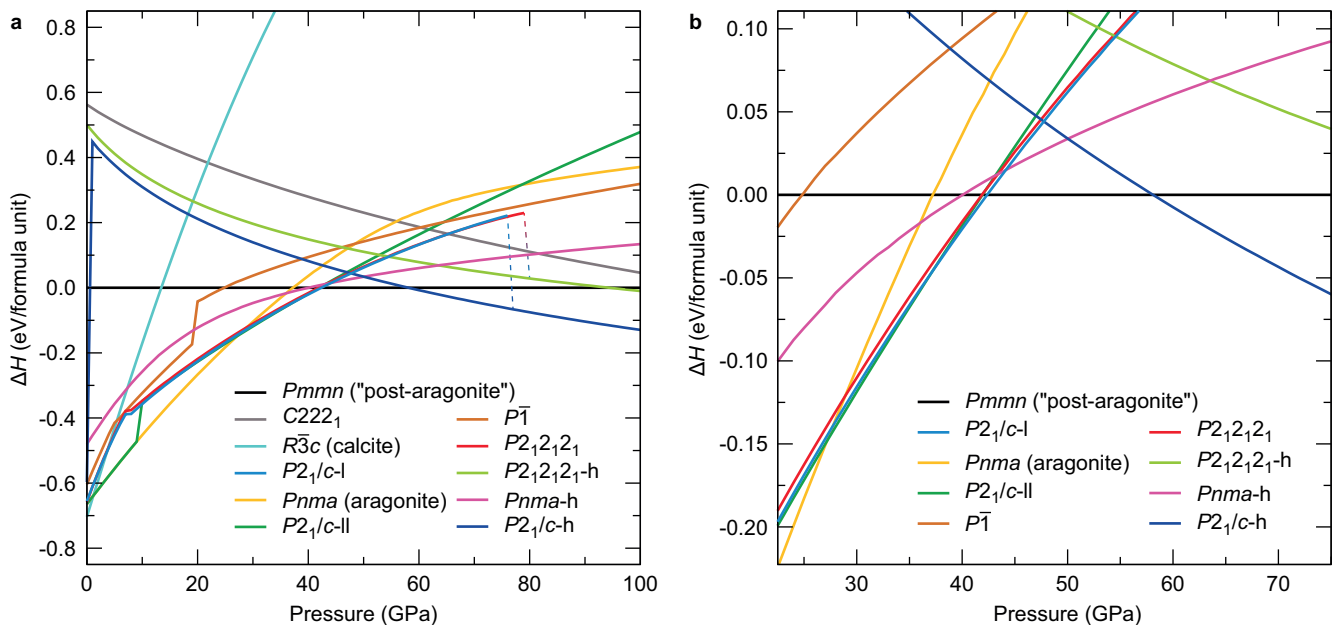 a
ΔH (eV/formula unit)
0.8
0.6
0.4
0.2
0.0
-0.2
-0.4
-0.6
-0.8
0
20
40
60
80
100
Pressure (GPa)
Pmmn ("post-aragonite")
C222₁
R3̅c (calcite)
P2₁/c-I
Pnma (aragonite)
P2₁/c-II
P1̅
P2₁2₁2₁
P2₁2₁2₁-h
Pnma-h
P2₁/c-h
b
ΔH (eV/formula unit)
0.10
0.05
0.00
-0.05
-0.10
-0.15
-0.20
30
40
50
60
70
Pressure (GPa)
Pmmn ("post-aragonite")
P2₁/c-I
Pnma (aragonite)
P2₁/c-II
P1̅
P2₁2₁2₁
P2₁2₁2₁-h
Pnma-h
P2₁/c-h